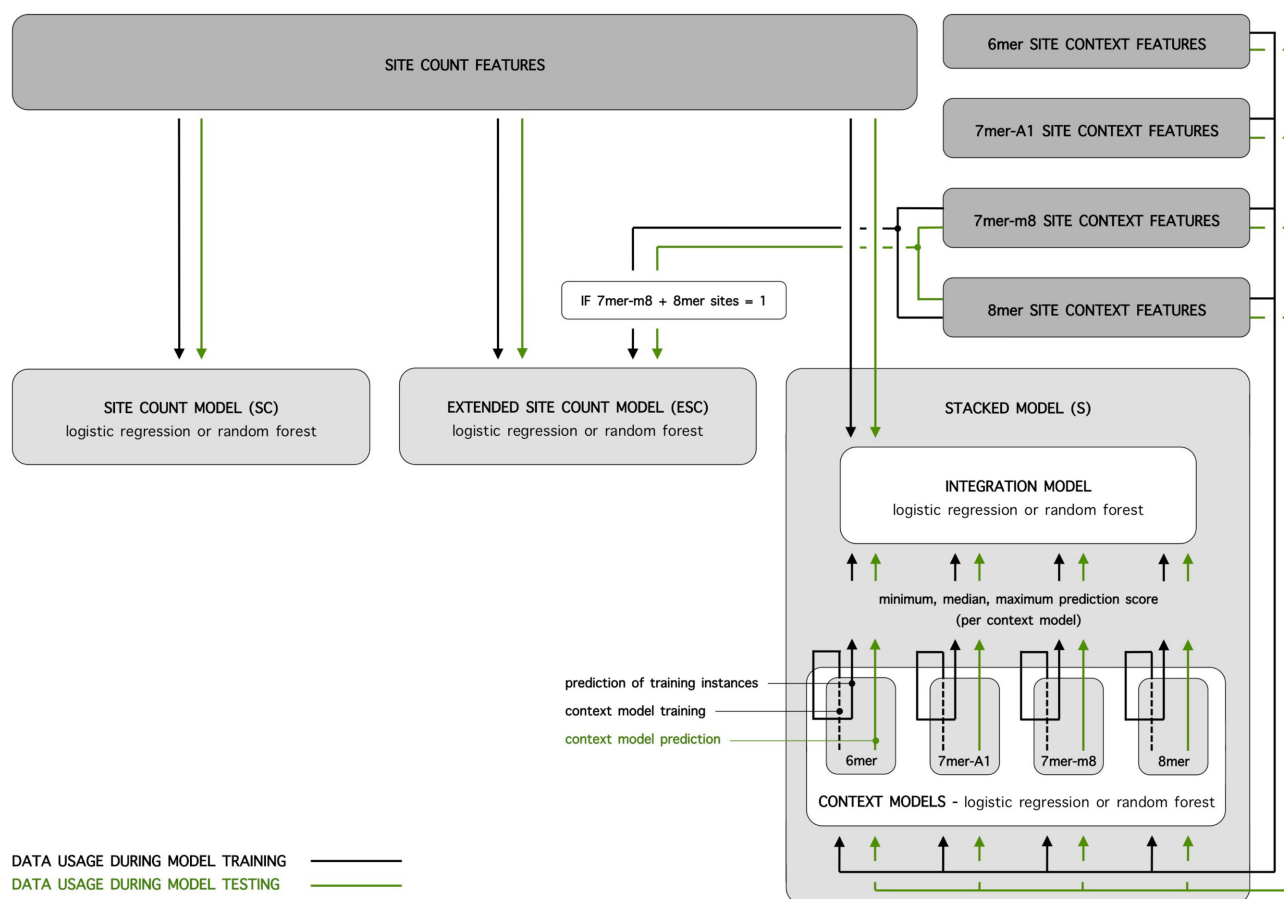 SITE COUNT FEATURES
6mer SITE CONTEXT FEATURES
7mer-A1 SITE CONTEXT FEATURES
7mer-m8 SITE CONTEXT FEATURES
8mer SITE CONTEXT FEATURES
IF 7mer-m8 + 8mer sites = 1
SITE COUNT MODEL (SC)
logistic regression or random forest
EXTENDED SITE COUNT MODEL (ESC)
logistic regression or random forest
STACKED MODEL (S)
INTEGRATION MODEL
logistic regression or random forest
minimum, median, maximum prediction score
(per context model)
prediction of training instances
context model training
context model prediction
6mer
7mer-A1
7mer-m8
8mer
CONTEXT MODELS - logistic regression or random forest
DATA USAGE DURING MODEL TRAINING
DATA USAGE DURING MODEL TESTING